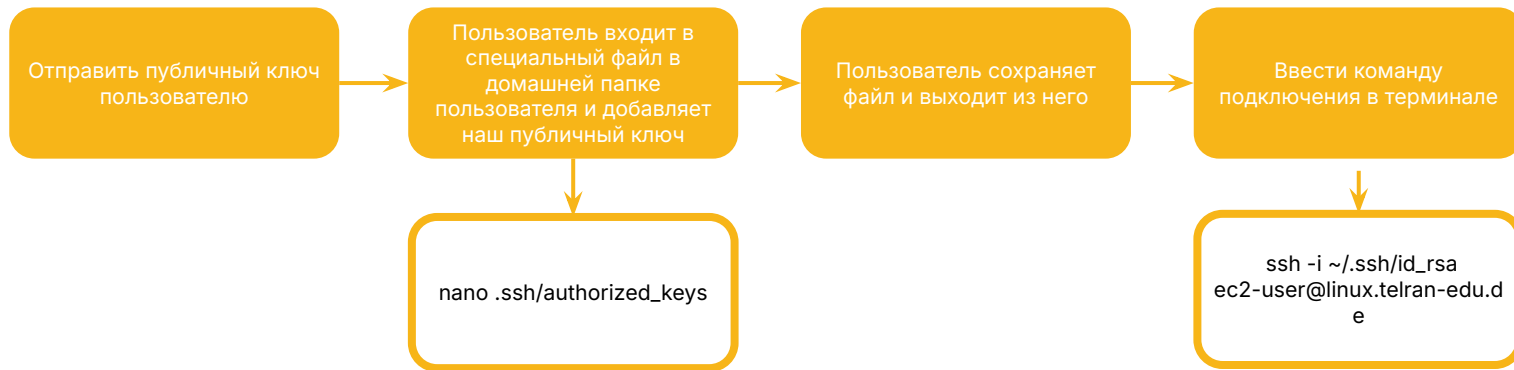 Отправить публичный ключ
пользователю
Пользователь входит в
специальный файл в
домашней папке
пользователя и добавляет
наш публичный ключ
Пользователь сохраняет
файл и выходит из него
Ввести команду
подключения в терминале
nano .ssh/authorized_keys
ssh -i ~/.ssh/id_rsa
ec2-user@linux.telran-edu.d
e